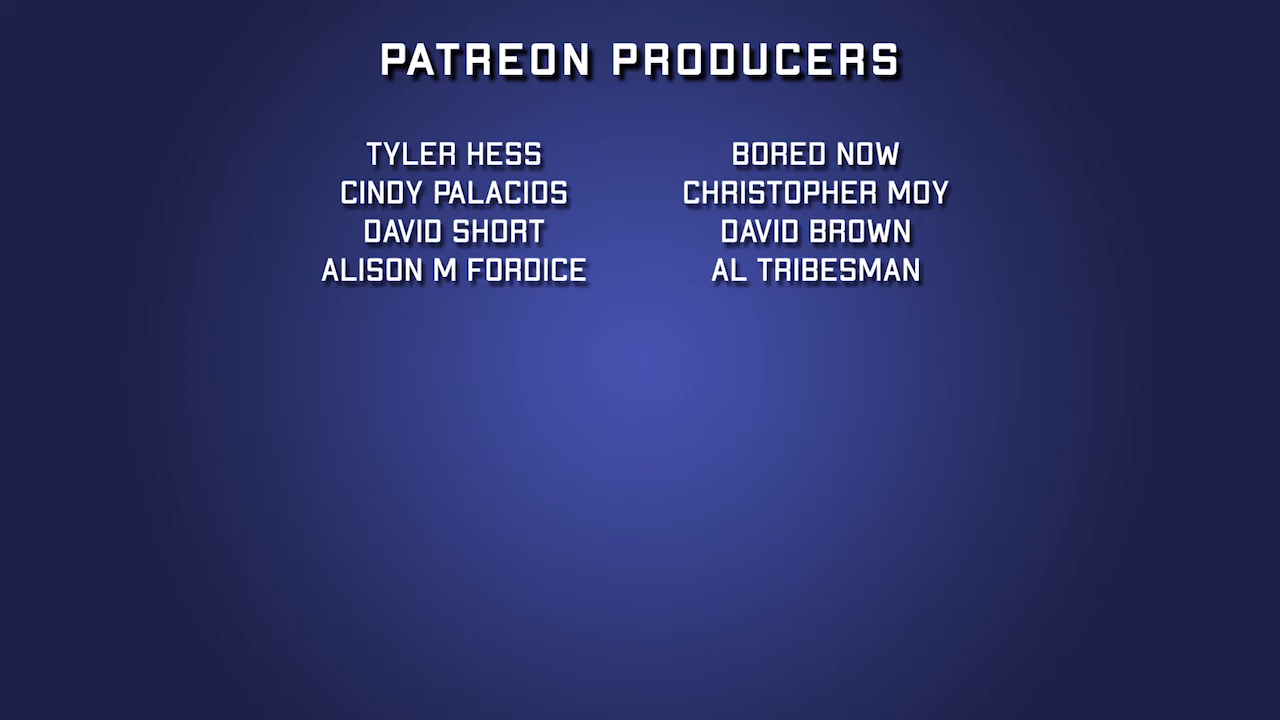 PATREON PRODUCERS
TYLER HESS
CINDY PALACIOS
DAVID SHORT
ALISON M FORDICE
BORED NOW
CHRISTOPHER MOY
DAVID BROWN
AL TRIBESMAN